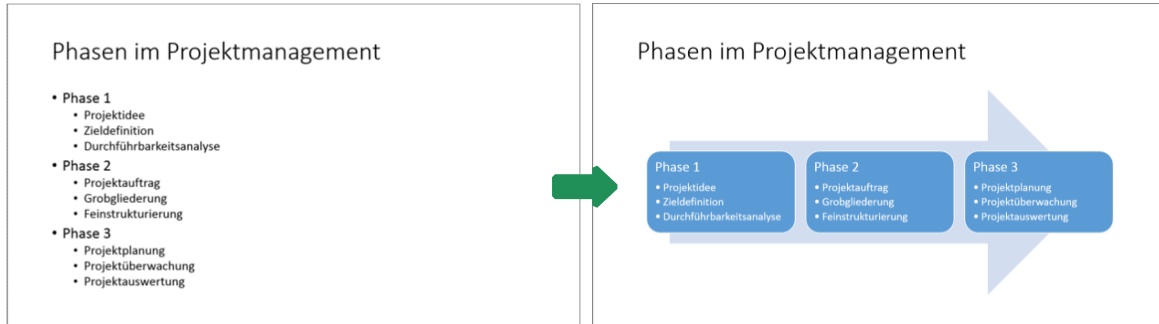 Phasen im Projektmanagement
• Phase 1
• Projektidee
• Zieldefinition
• Durchführbarkeitsanalyse
• Phase 2
• Projektauftrag
• Grobgliederung
• Feinstrukturierung
• Phase 3
• Projektplanung
• Projektüberwachung
• Projektauswertung
Phasen im Projektmanagement
Phase 1
• Projektidee
• Zieldefinition
• Durchführbarkeitsanalyse
Phase 2
• Projektauftrag
• Grobgliederung
• Feinstrukturierung
Phase 3
• Projektplanung
• Projektüberwachung
• Projektauswertung